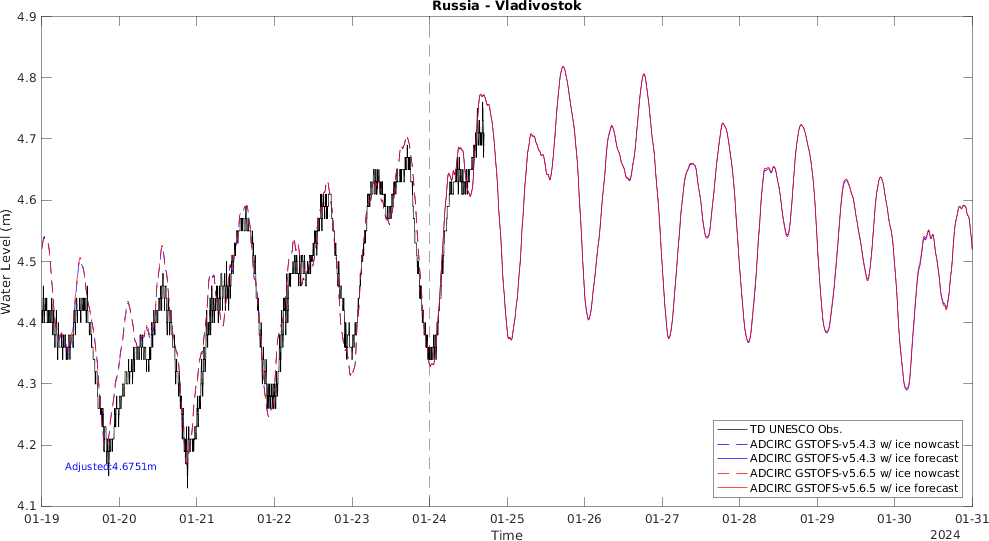 Russia - Vladivostok
4.9
4.8
4.7
4.6
4.5
4.4
4.3
4.2
4.1
Water Level (m)
Adjusted:4.6751m
TD UNESCO Obs.
ADCIRC GSTOFS-v5.4.3 w/ ice nowcast
ADCIRC GSTOFS-v5.4.3 w/ ice forecast
ADCIRC GSTOFS-v5.6.5 w/ ice nowcast
ADCIRC GSTOFS-v5.6.5 w/ ice forecast
01-19 01-20 01-21 01-22 01-23 01-24 01-25 01-26 01-27 01-28 01-29 01-30 01-31
Time
2024